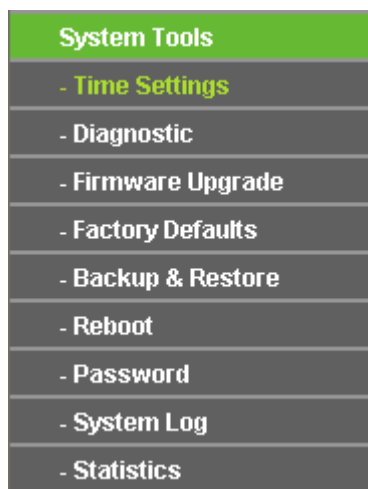 System Tools
- Time Settings
- Diagnostic
- Firmware Upgrade
- Factory Defaults
- Backup & Restore
- Reboot
- Password
- System Log
- Statistics